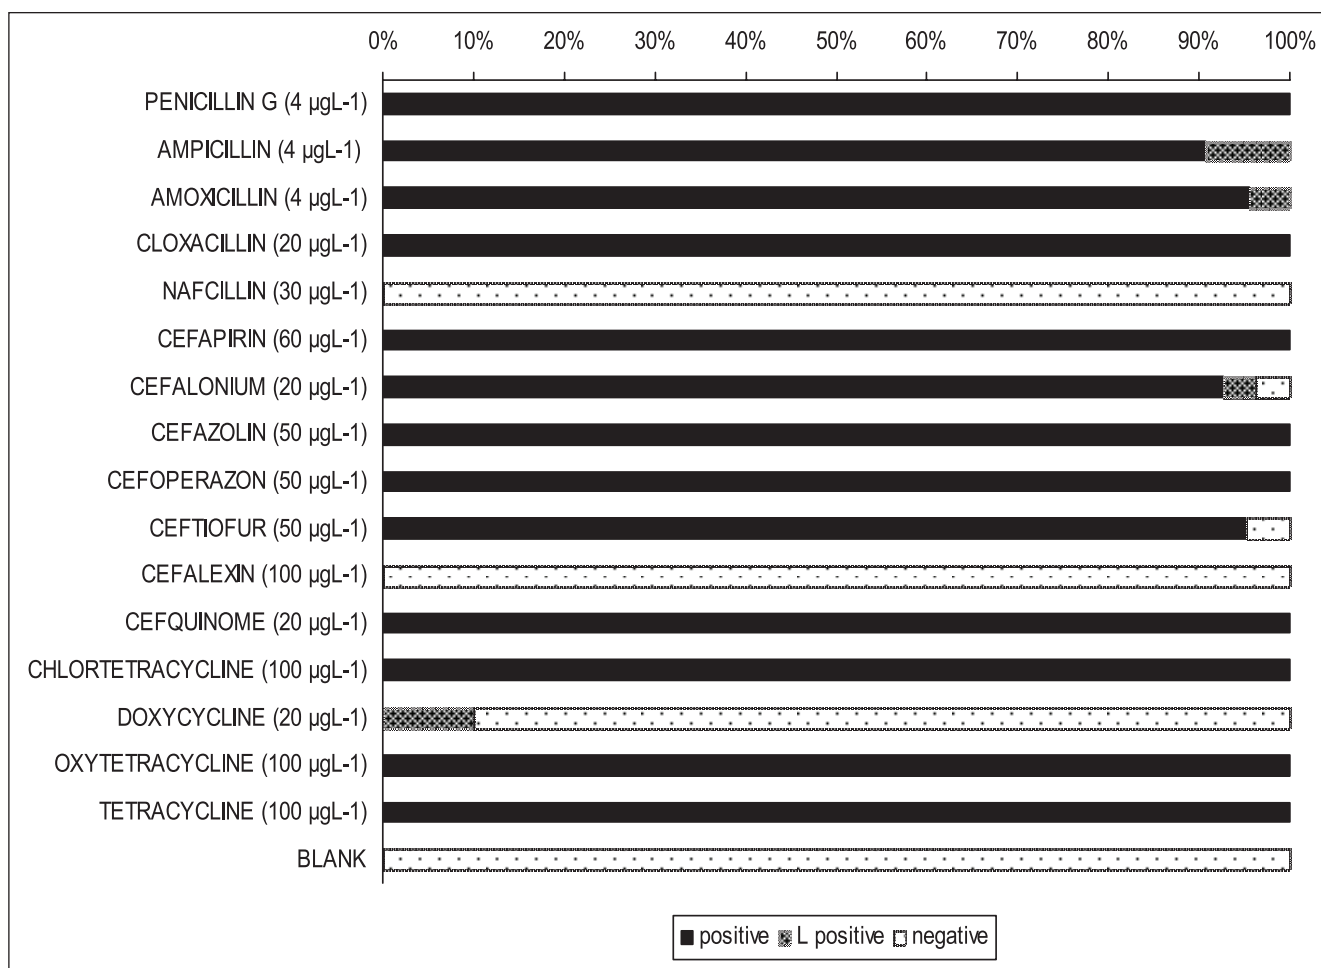 0% 10% 20% 30% 40% 50% 60% 70% 80% 90% 100%
PENICILLIN G (4 µgL-1)
AMPICILLIN (4 µgL-1)
AMOXICILLIN (4 µgL-1)
CLOXACILLIN (20 µgL-1)
NAFCILLIN (30 µgL-1)
CEFAPIRIN (60 µgL-1)
CEFALONIUM (20 µgL-1)
CEFAZOLIN (50 µgL-1)
CEFOPERAZON (50 µgL-1)
CEFTIOFUR (50 µgL-1)
CEFALEXIN (100 µgL-1)
CEFQUINOME (20 µgL-1)
CHLORTETRACYCLINE (100 µgL-1)
DOXYCYCLINE (20 µgL-1)
OXYTETRACYCLINE (100 µgL-1)
TETRACYCLINE (100 µgL-1)
BLANK
positive L positive negative